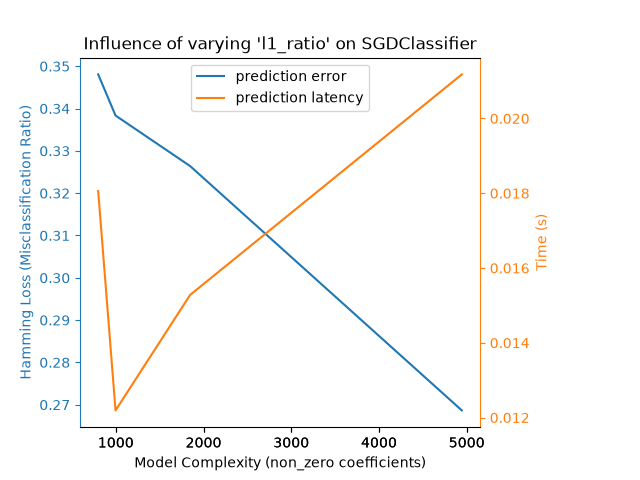 Influence of varying 'l1_ratio' on SGDClassifier
prediction error
prediction latency
Hamming Loss (Misclassification Ratio)
0.35
0.34
0.33
0.32
0.31
0.30
0.29
0.28
0.27
0.020
0.018
0.016
0.014
0.012
Time (s)
1000 2000 3000 4000 5000
Model Complexity (non_zero coefficients)